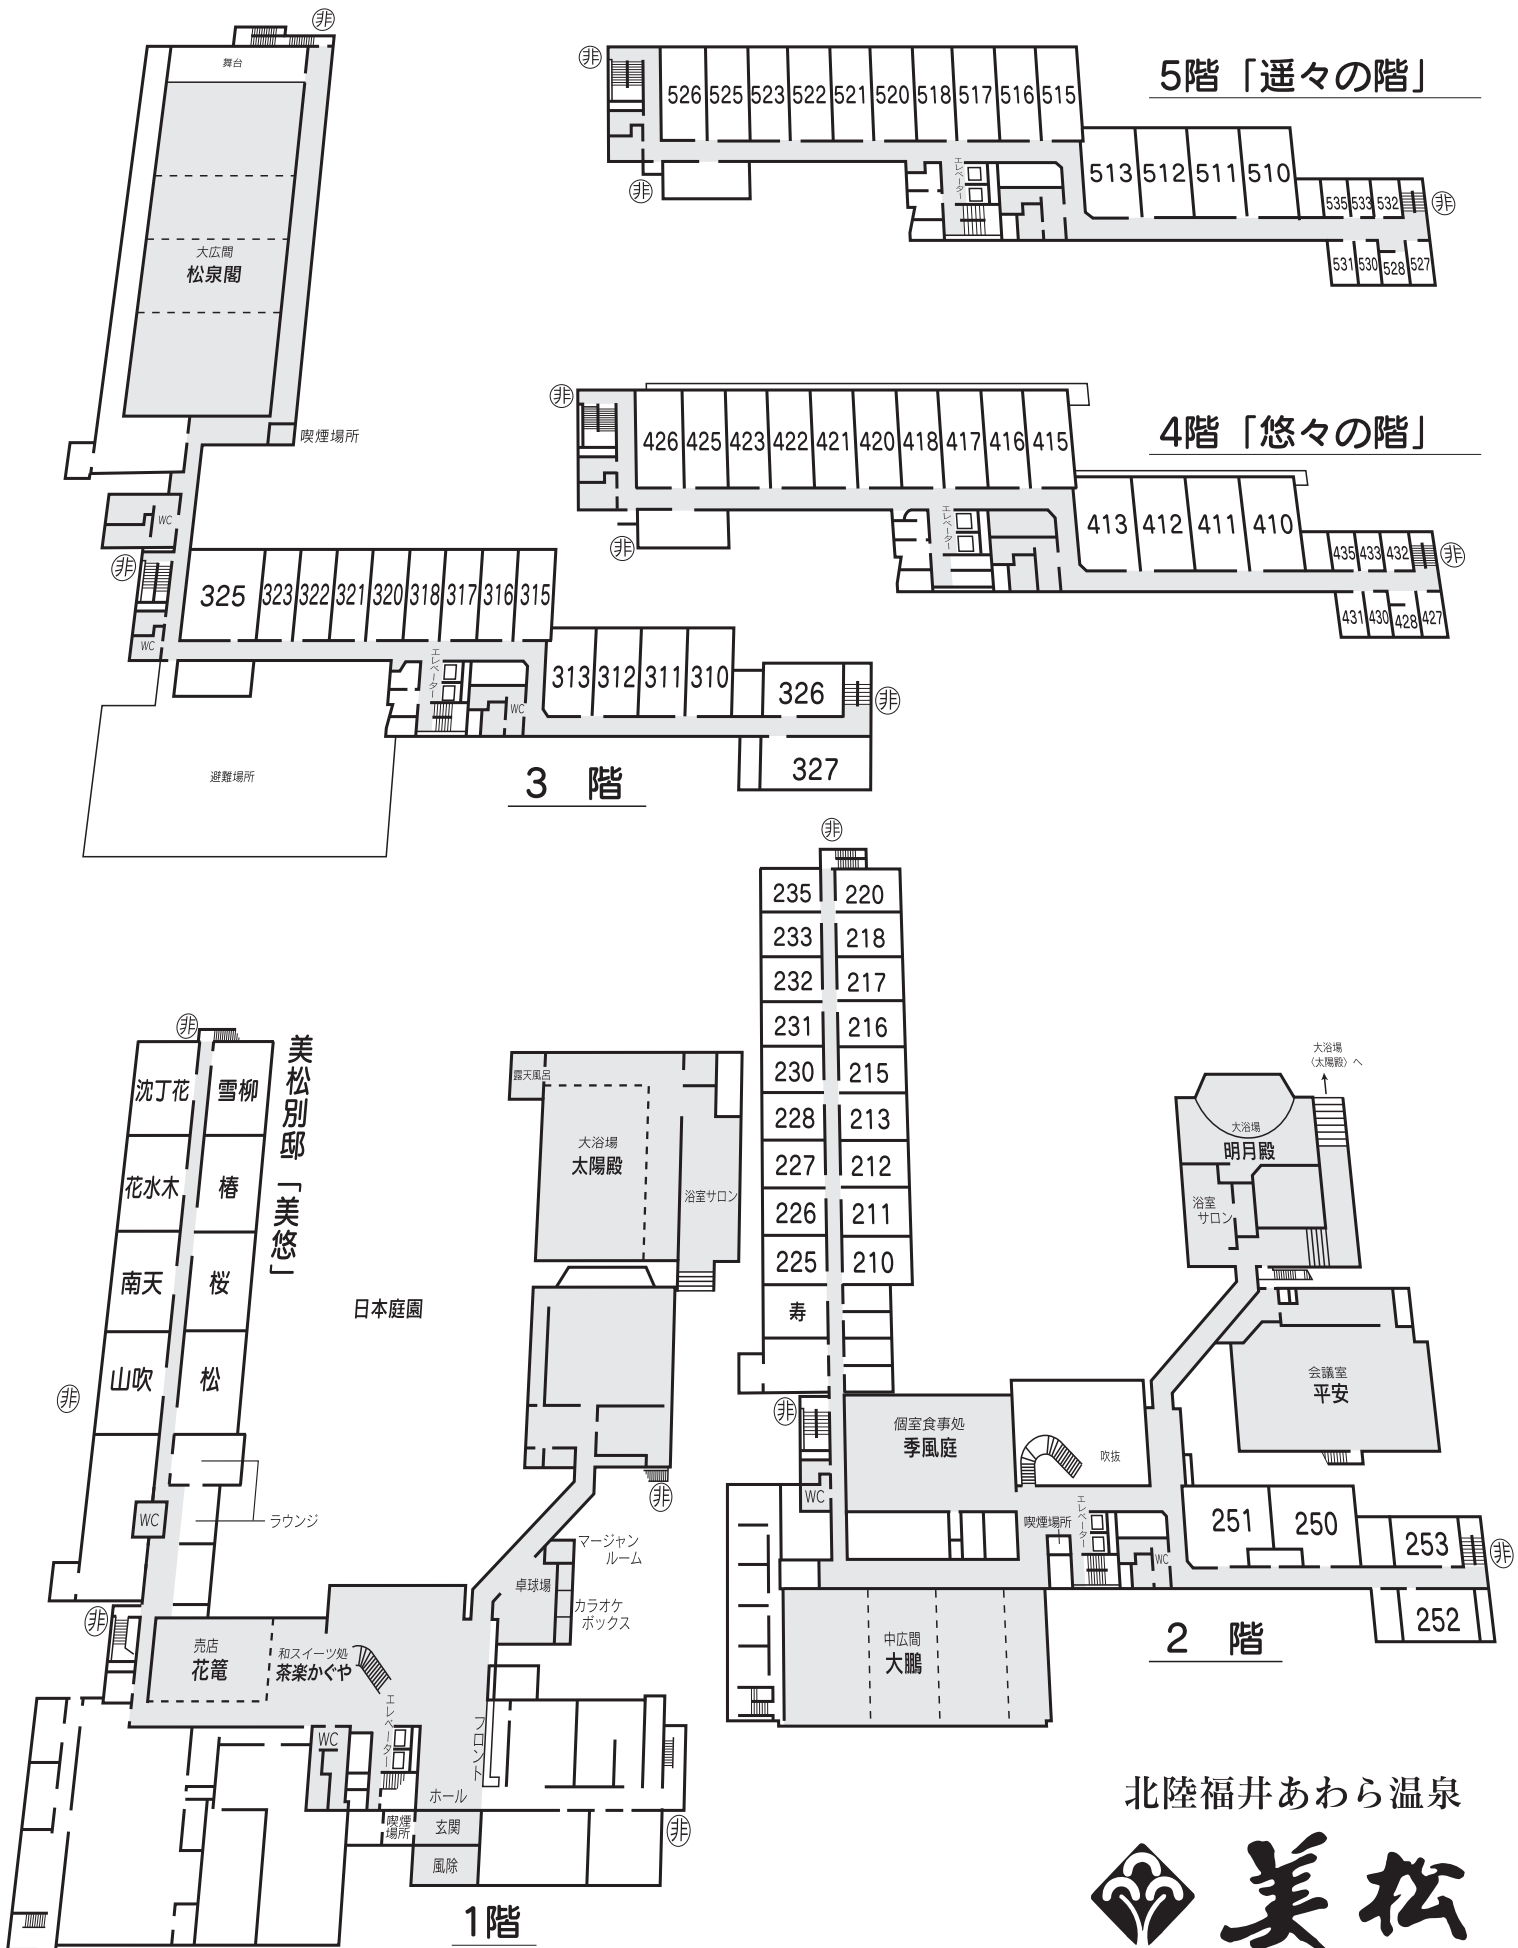 5階「遥々の階」
非
526 525 523 522 521 520 518 517 516 515
513 512 511 510
535 533 532
非
531 530 528 527
エレベーター
非
4階「悠々の階」
非
426 425 423 422 421 420 418 417 416 415
413 412 411 410
435 433 432
非
431 430 428 427
エレベーター
非
非
舞台
大広間
松泉閣
喫煙場所
WC
非
WC
325 323 322 321 320 318 317 316 315
313 312 311 310
326
非
327
エレベーター
WC
避難場所
3 階
非
235 220
233 218
232 217
231 216
230 215
228 213
227 212
226 211
225 210
寿
非
WC
個室食事処
季風庭
吹抜
喫煙場所
エレベーター
WC
251 250
253
非
252
中広間
大鵬
2 階
大浴場
〈太陽殿〉へ
大浴場
明月殿
浴室
サロン
会議室
平安
非
美松別邸「美悠」
沈丁花 雪柳
花水木 椿
南天 桜
山吹 松
非
日本庭園
WC
ラウンジ
非
露天風呂
大浴場
太陽殿
浴室サロン
非
マージャン
ルーム
卓球場
カラオケ
ボックス
売店
花篭
和スイーツ処
茶楽かぐや
エレベーター
WC
フロント
ホール
喫煙
場所
玄関
風除
非
1階
北陸福井あわら温泉
美松